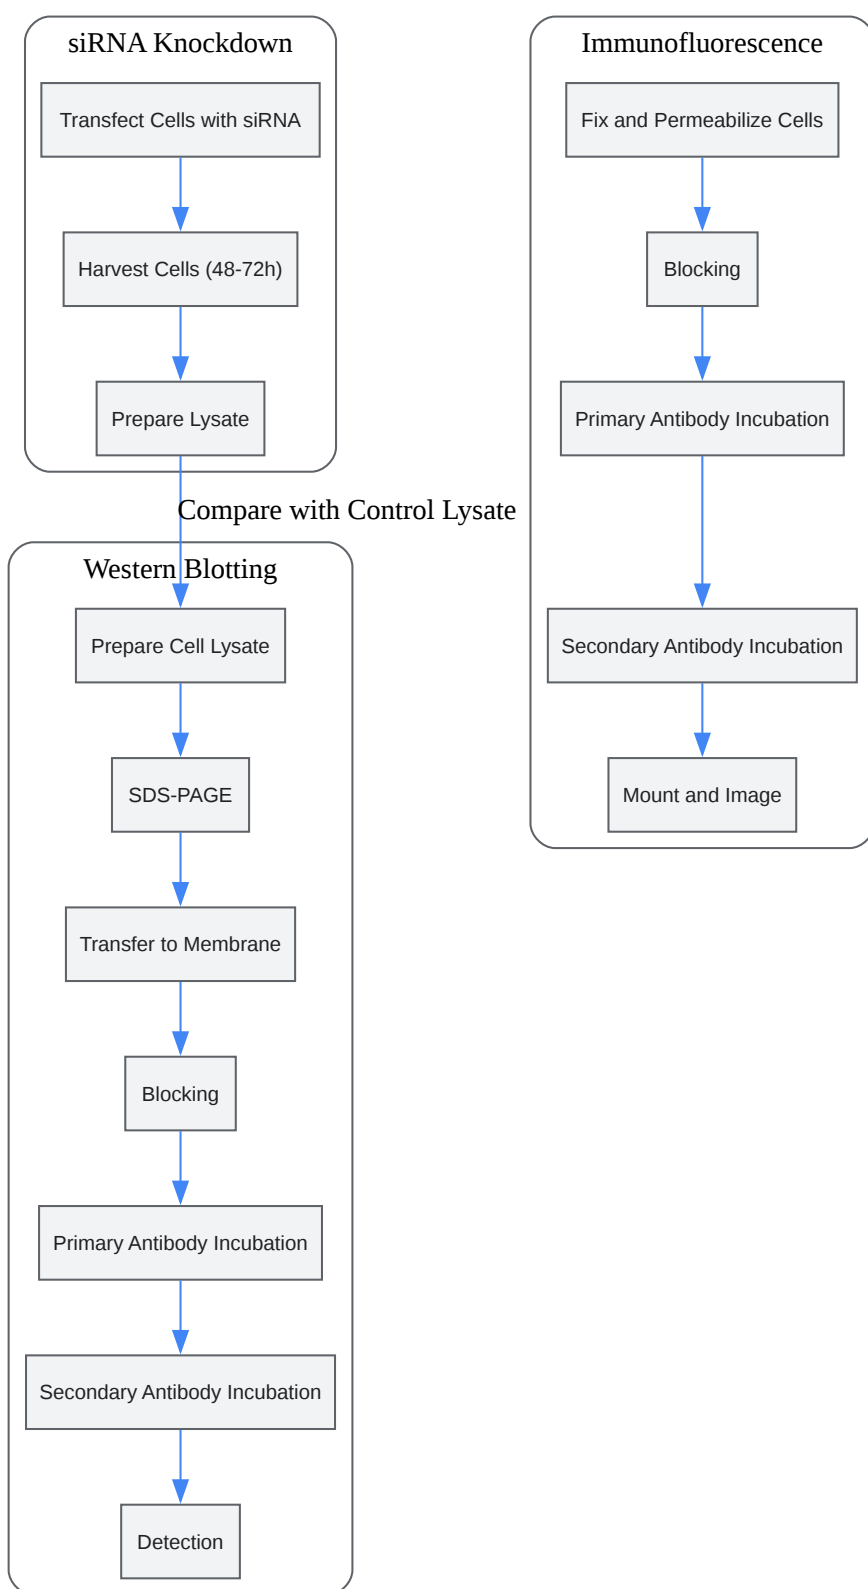 siRNA Knockdown
Transfect Cells with siRNA
Harvest Cells (48-72h)
Prepare Lysate
Compare with Control Lysate
Western Blotting
Prepare Cell Lysate
SDS-PAGE
Transfer to Membrane
Blocking
Primary Antibody Incubation
Secondary Antibody Incubation
Detection
Immunofluorescence
Fix and Permeabilize Cells
Blocking
Primary Antibody Incubation
Secondary Antibody Incubation
Mount and Image